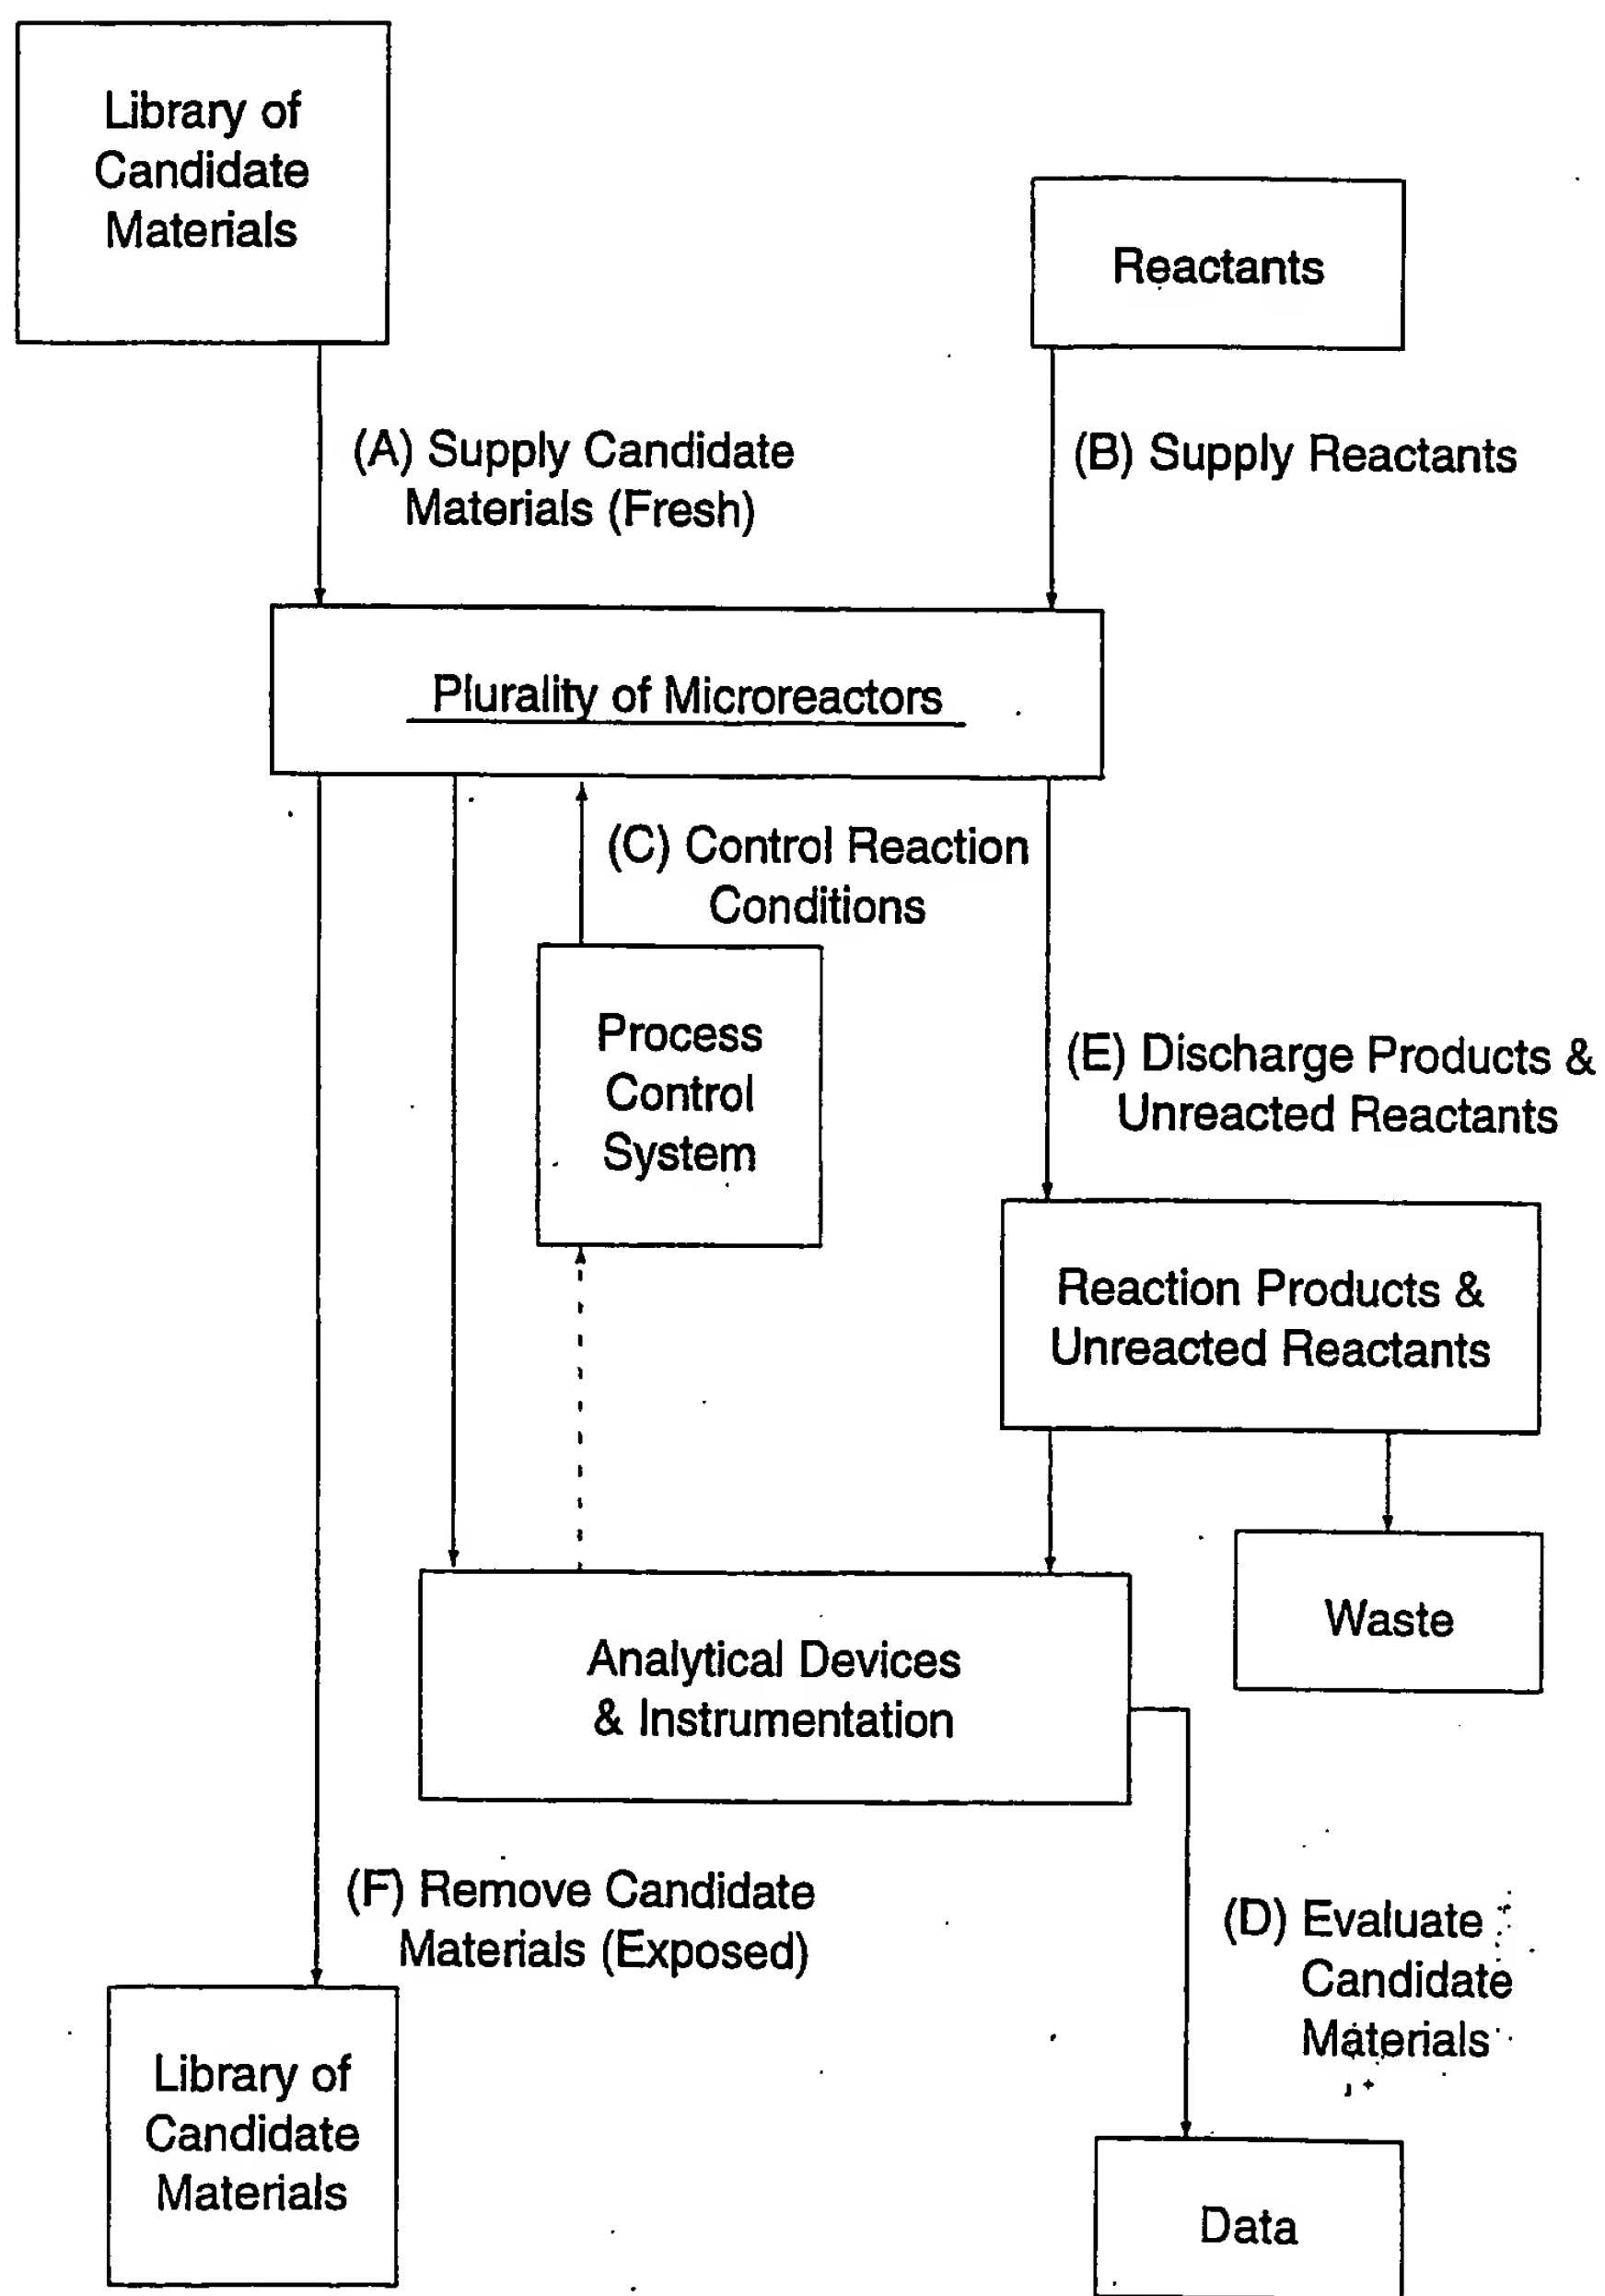 Library of
Candidate
Materials
Reactants
(A) Supply Candidate
Materials (Fresh)
(B) Supply Reactants
Plurality of Microreactors
(C) Control Reaction
Conditions
Process
Control
System
(E) Discharge Products &
Unreacted Reactants
Reaction Products &
Unreacted Reactants
Waste
Analytical Devices
& Instrumentation
(F) Remove Candidate
Materials (Exposed)
(D) Evaluate
Candidate
Materials
Library of
Candidate
Materials
Data